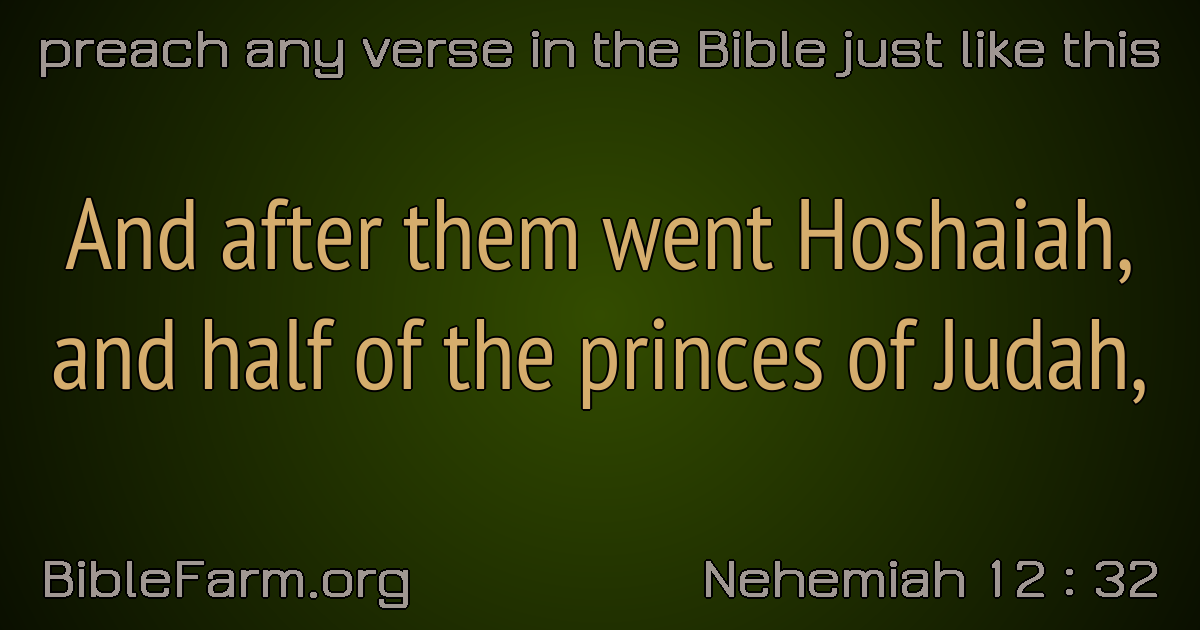 preach any verse in the Bible just like this
And after them went Hoshaiah,
and half of the princes of Judah,
BibleFarm.org
Nehemiah 12 : 32